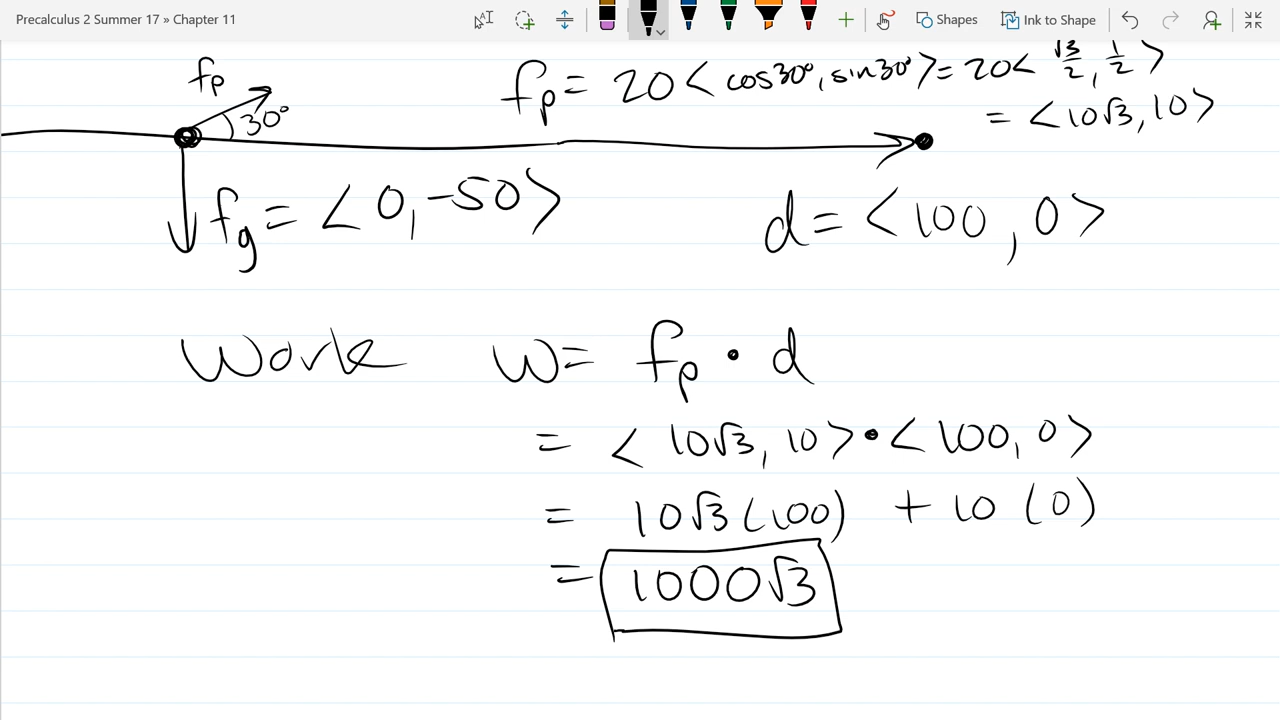 Precalculus 2 Summer 17 » Chapter 11
Shapes
Ink to Shape
fp
30°
fp = 20<cos30°, sin30°> = 20<√3/2, 1/2>
= <10√3, 10>
fg = <0, -50>
d = <100, 0>
Work W = fp • d
= <10√3, 10> • <100, 0>
= 10√3(100) + 10(0)
= 1000√3